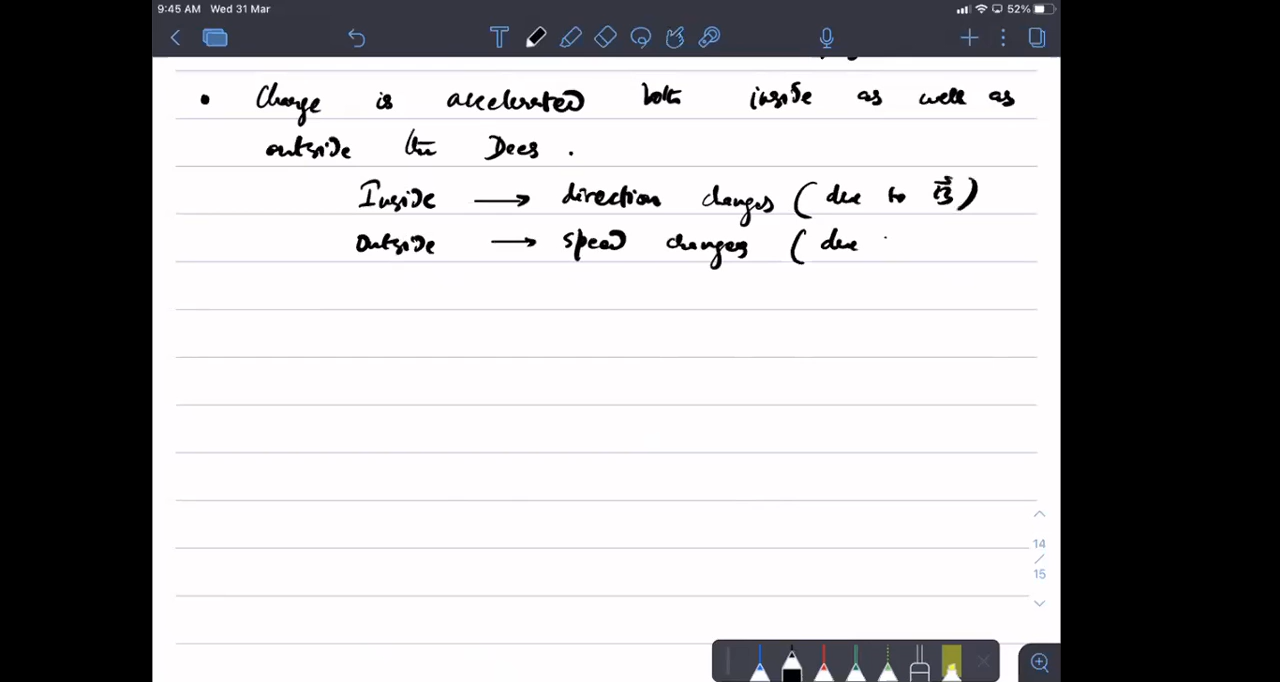 9:45 AM Wed 31 Mar
52%
• Charge is accelerated both inside as well as
outside the Dees .
Inside → direction changes ( due to B⃗ )
Outside → speed changes ( due
14
15